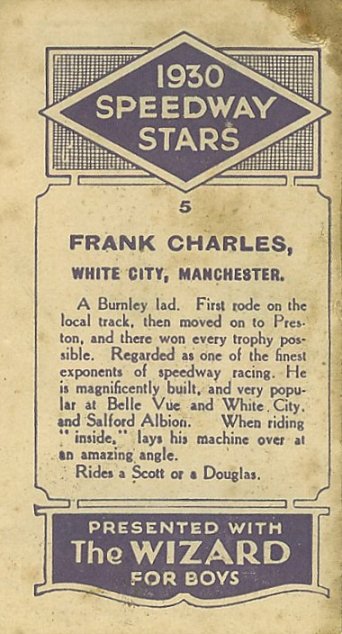 1930
SPEEDWAY
STARS
5
FRANK CHARLES,
WHITE CITY, MANCHESTER.
A Burnley lad. First rode on the
local track, then moved on to Pres-
ton, and there won every trophy pos-
sible. Regarded as one of the finest
exponents of speedway racing. He
is magnificently built, and very popu-
lar at Belle Vue and White City,
and Salford Albion. When riding
"inside," lays his machine over at
an amazing angle.
Rides a Scott or a Douglas.
PRESENTED WITH
The WIZARD
FOR BOYS